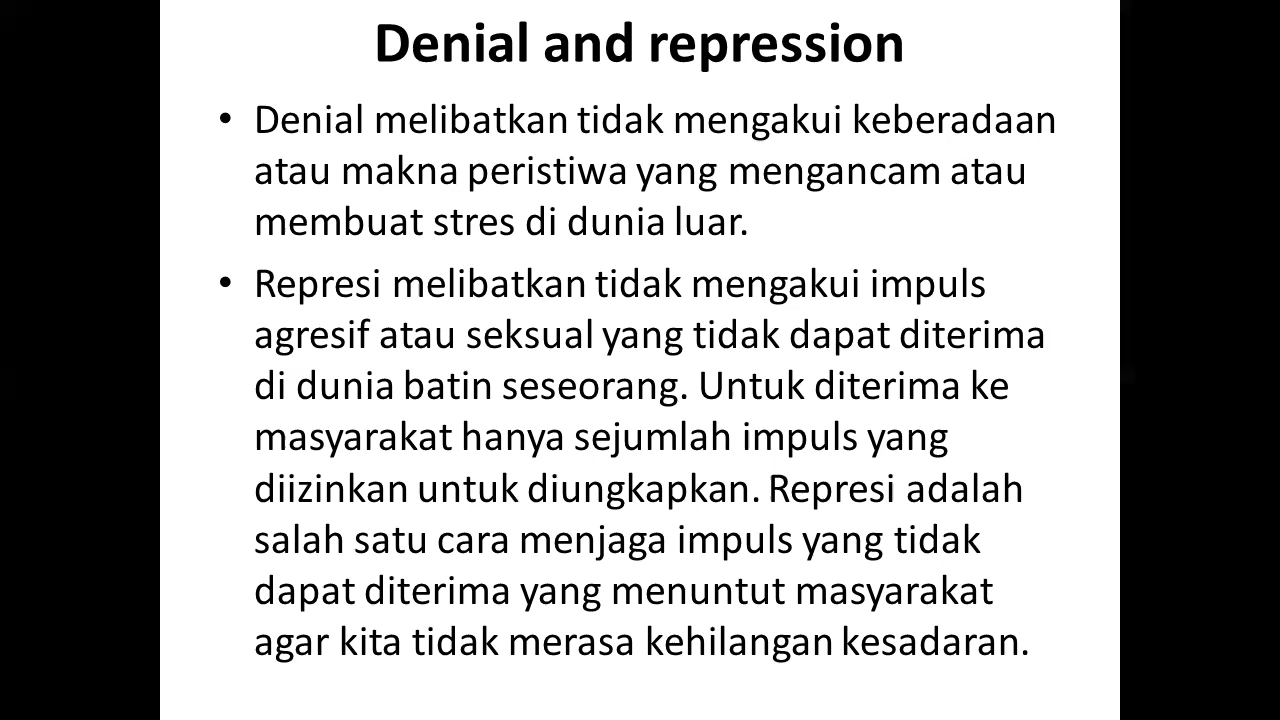 Denial and repression
• Denial melibatkan tidak mengakui keberadaan
atau makna peristiwa yang mengancam atau
membuat stres di dunia luar.
• Represi melibatkan tidak mengakui impuls
agresif atau seksual yang tidak dapat diterima
di dunia batin seseorang. Untuk diterima ke
masyarakat hanya sejumlah impuls yang
diizinkan untuk diungkapkan. Represi adalah
salah satu cara menjaga impuls yang tidak
dapat diterima yang menuntut masyarakat
agar kita tidak merasa kehilangan kesadaran.